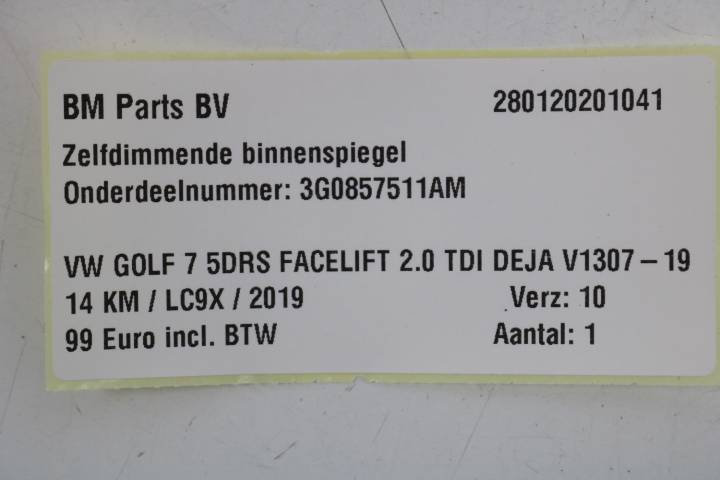 BM Parts BV 280120201041
Zelfdimmende binnenspiegel
Onderdeelnummer: 3G0857511AM
VW GOLF 7 5DRS FACELIFT 2.0 TDI DEJA V1307 – 19
14 KM / LC9X / 2019 Verz: 10
99 Euro incl. BTW Aantal: 1